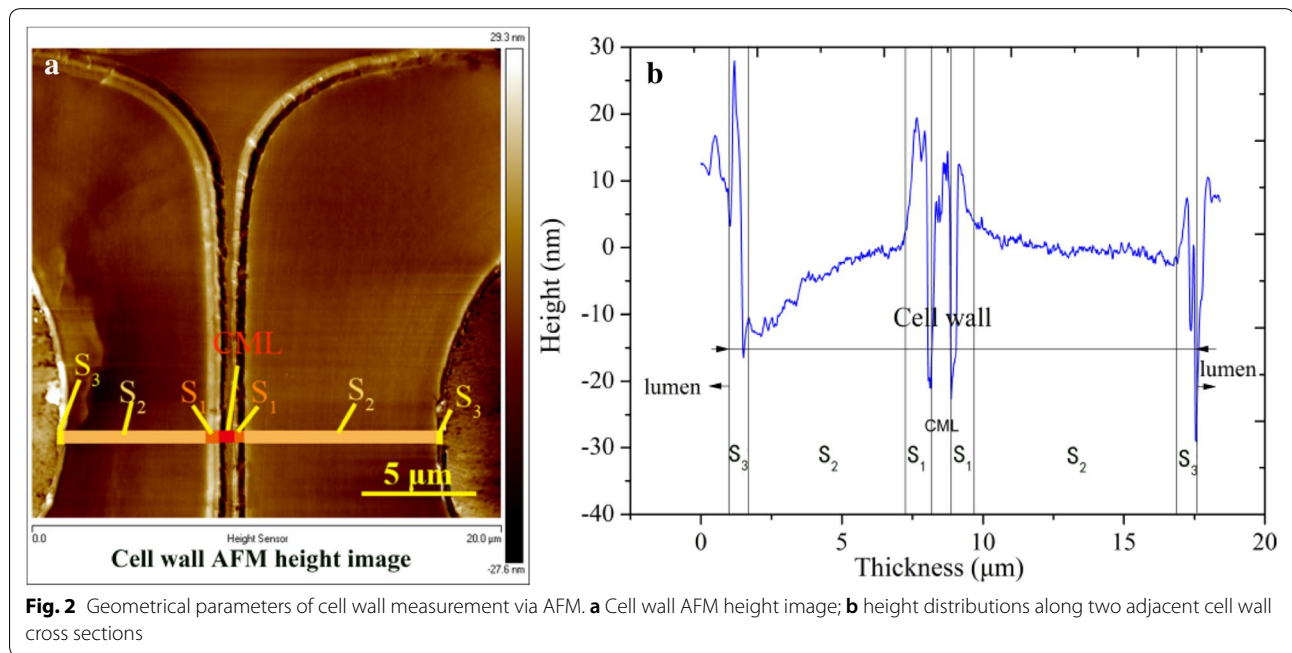 a
29.3 nm
CML
S3
S2
S1
S1
S2
S3
5 μm
0.0
Height Sensor
20.0 μm
-27.6 nm
Cell wall AFM height image
b
Height (nm)
30
20
10
0
-10
-20
-30
-40
Cell wall
lumen
lumen
CML
S3
S2
S1
S1
S2
S3
0
5
10
15
20
Thickness (μm)
Fig. 2 Geometrical parameters of cell wall measurement via AFM. a Cell wall AFM height image; b height distributions along two adjacent cell wall
cross sections